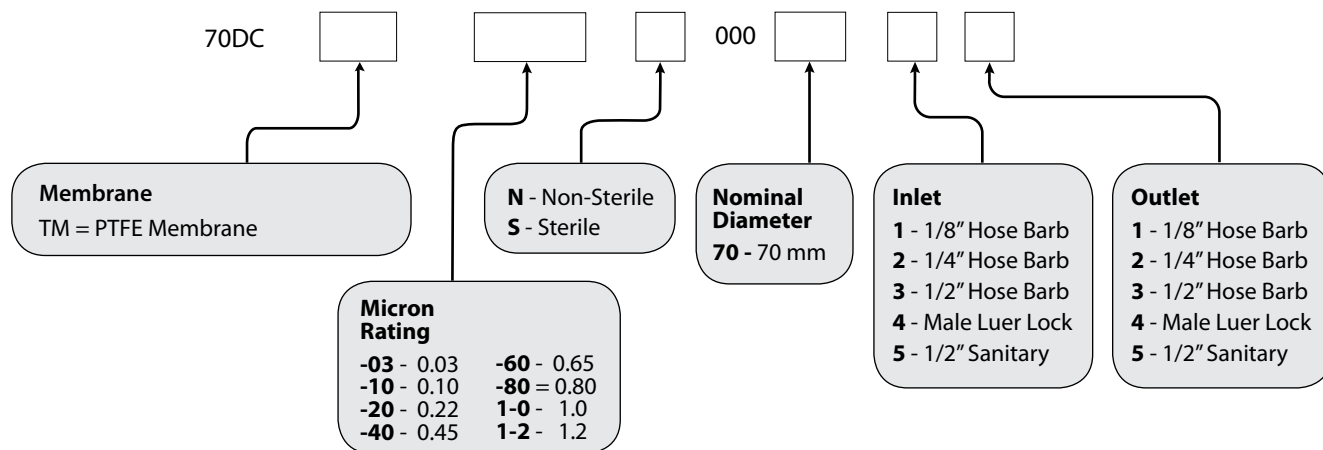 70DC 000
Membrane
TM = PTFE Membrane
Micron
Rating
-03 - 0.03 -60 - 0.65
-10 - 0.10 -80 = 0.80
-20 - 0.22 1-0 - 1.0
-40 - 0.45 1-2 - 1.2
N - Non-Sterile
S - Sterile
Nominal
Diameter
70 - 70 mm
Inlet
1 - 1/8" Hose Barb
2 - 1/4" Hose Barb
3 - 1/2" Hose Barb
4 - Male Luer Lock
5 - 1/2" Sanitary
Outlet
1 - 1/8" Hose Barb
2 - 1/4" Hose Barb
3 - 1/2" Hose Barb
4 - Male Luer Lock
5 - 1/2" Sanitary